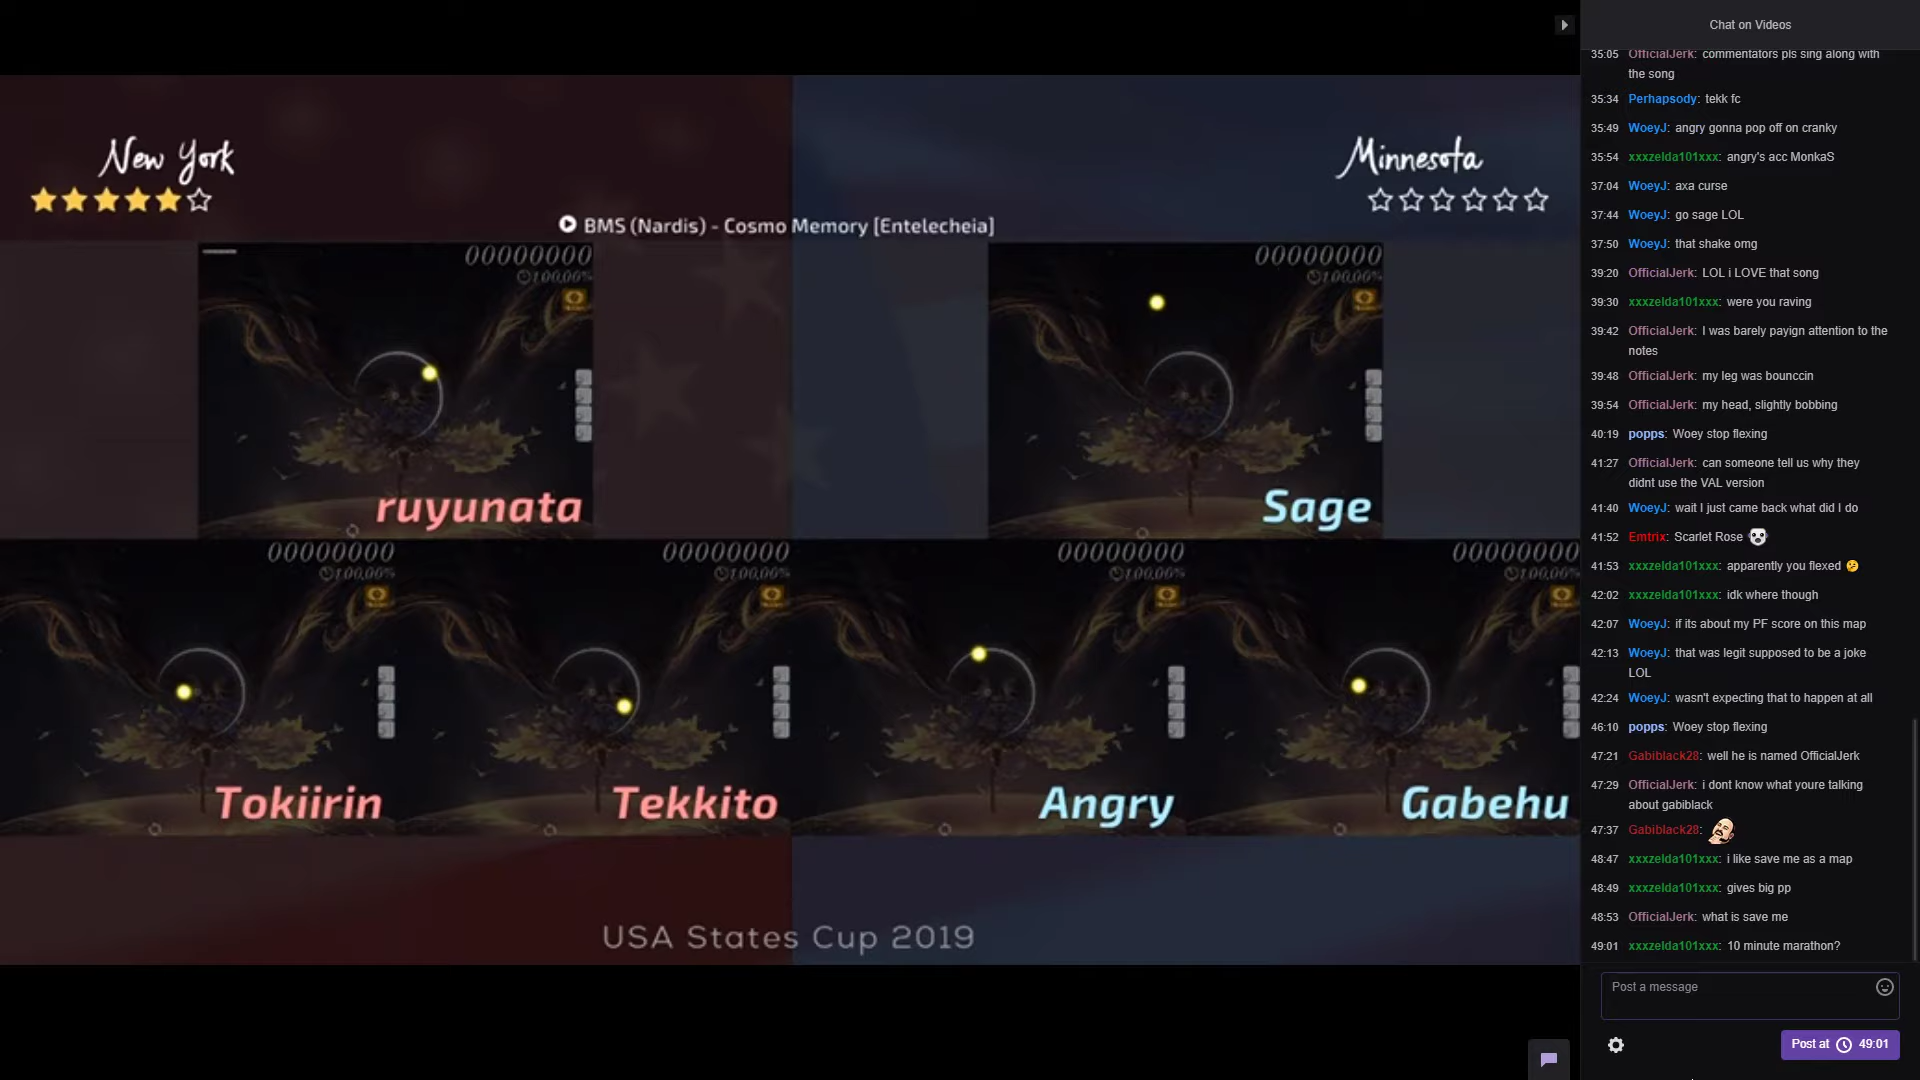 New York
Minnesota
BMS (Nardis) - Cosmo Memory [Entelecheia]
00000000
100.00%
00000000
100.00%
ruyunata
Sage
00000000
100.00%
00000000
100.00%
00000000
100.00%
00000000
100.00%
Tokiirin
Tekkito
Angry
Gabehu
USA States Cup 2019
Chat on Videos
35:05 OfficialJerk: commentators pls sing along with
the song
35:34 Perhapsody: tekk fc
35:49 WoeyJ: angry gonna pop off on cranky
35:54 xxxzelda101xxx: angry's acc MonkaS
37:04 WoeyJ: axa curse
37:44 WoeyJ: go sage LOL
37:50 WoeyJ: that shake omg
39:20 OfficialJerk: LOL i LOVE that song
39:30 xxxzelda101xxx: were you raving
39:42 OfficialJerk: I was barely payign attention to the
notes
39:48 OfficialJerk: my leg was bounccin
39:54 OfficialJerk: my head, slightly bobbing
40:19 popps: Woey stop flexing
41:27 OfficialJerk: can someone tell us why they
didnt use the VAL version
41:40 WoeyJ: wait I just came back what did I do
41:52 Emtrix: Scarlet Rose
41:53 xxxzelda101xxx: apparently you flexed 🤔
42:02 xxxzelda101xxx: idk where though
42:07 WoeyJ: if its about my PF score on this map
42:13 WoeyJ: that was legit supposed to be a joke
LOL
42:24 WoeyJ: wasn't expecting that to happen at all
46:10 popps: Woey stop flexing
47:21 Gabiblack28: well he is named OfficialJerk
47:29 OfficialJerk: i dont know what youre talking
about gabiblack
47:37 Gabiblack28:
48:47 xxxzelda101xxx: i like save me as a map
48:49 xxxzelda101xxx: gives big pp
48:53 OfficialJerk: what is save me
49:01 xxxzelda101xxx: 10 minute marathon?
Post a message
Post at 49:01